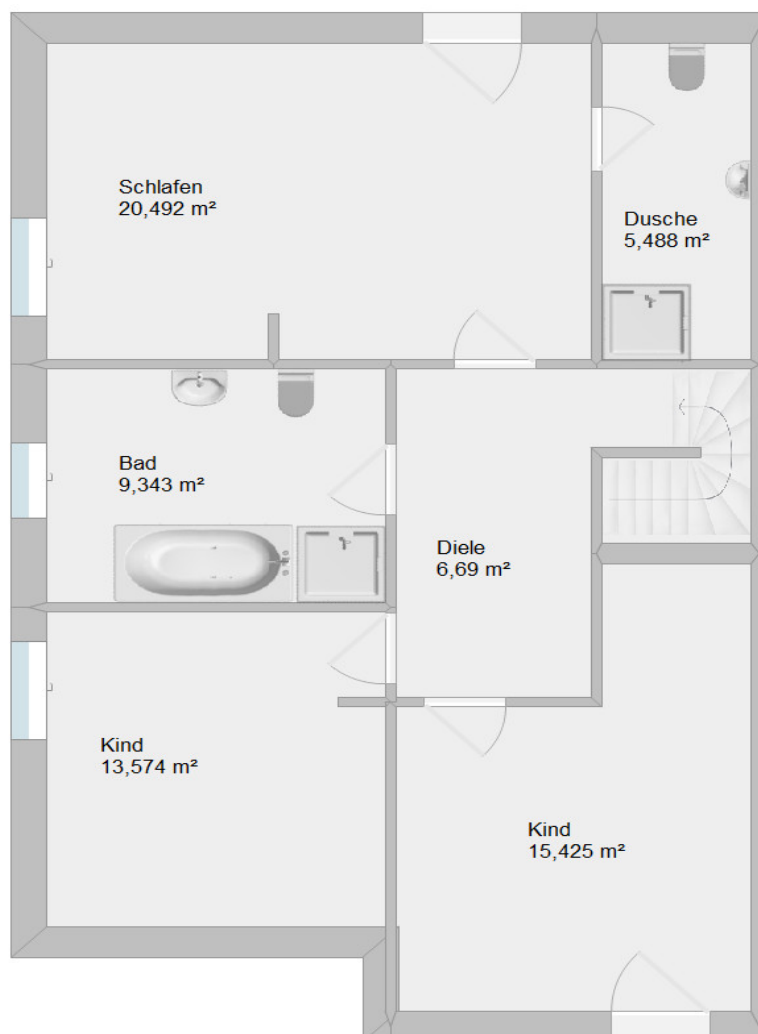 Schlafen
20,492 m²
Dusche
5,488 m²
Bad
9,343 m²
Diele
6,69 m²
Kind
13,574 m²
Kind
15,425 m²